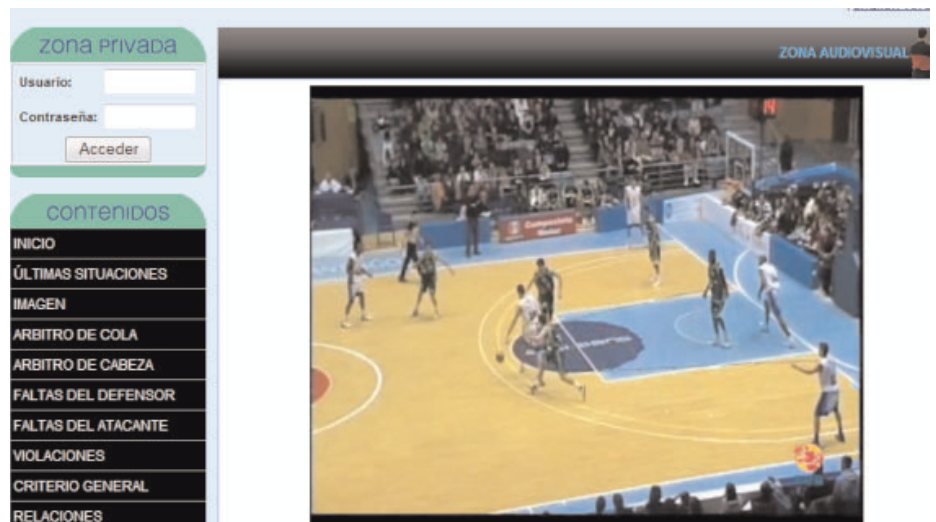 zona privada
Usuario:
Contraseña:
Acceder
contenidos
INICIO
ÚLTIMAS SITUACIONES
IMAGEN
ARBITRO DE COLA
ARBITRO DE CABEZA
FALTAS DEL DEFENSOR
FALTAS DEL ATACANTE
VIOLACIONES
CRITERIO GENERAL
RELACIONES
ZONA AUDIOVISUAL
14